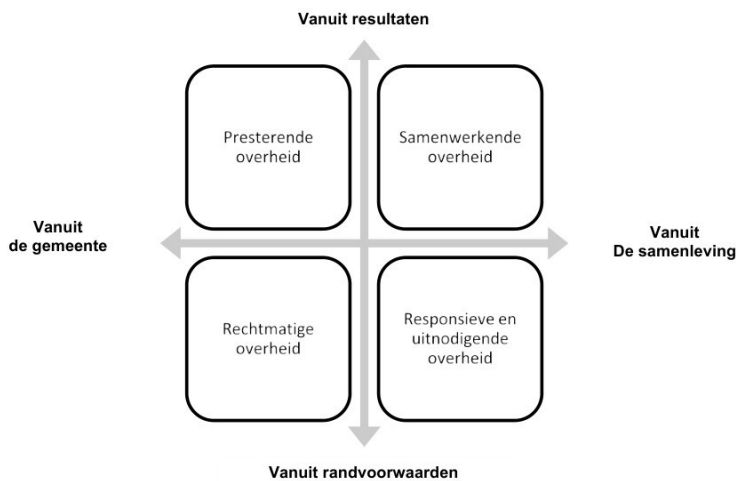 Vanuit resultaten
Presterende
overheid
Samenwerkende
overheid
Vanuit
de gemeente
Vanuit
De samenleving
Rechtmatige
overheid
Responsieve en
uitnodigende
overheid
Vanuit randvoorwaarden